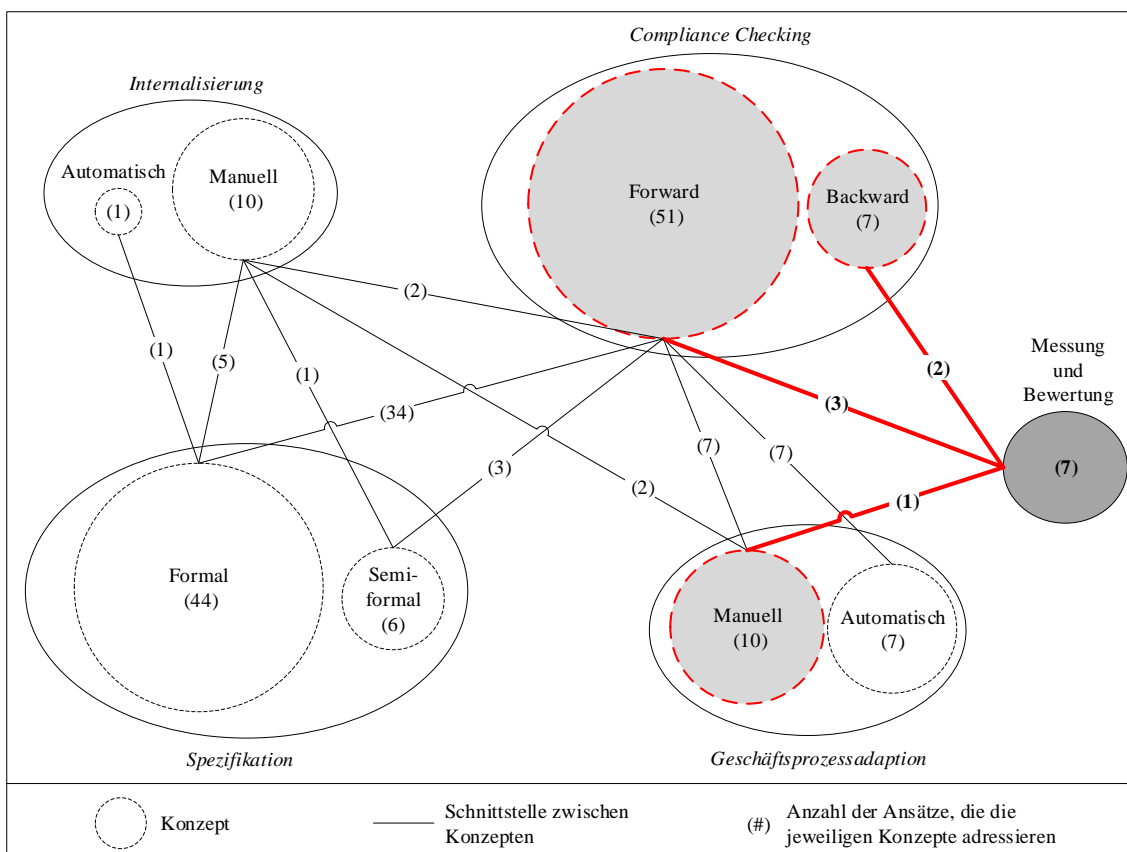 Compliance Checking
Internalisierung
Automatisch
(1)
Manuell
(10)
Forward
(51)
Backward
(7)
(2)
(1)
(5)
(1)
(34)
(3)
(7)
(7)
(2)
(3)
(2)
(1)
Messung
und
Bewertung
(7)
Formal
(44)
Semi-
formal
(6)
Manuell
(10)
Automatisch
(7)
Spezifikation
Geschäftsprozessadaption
Konzept
Schnittstelle zwischen
Konzepten
(#)
Anzahl der Ansätze, die die
jeweiligen Konzepte adressieren